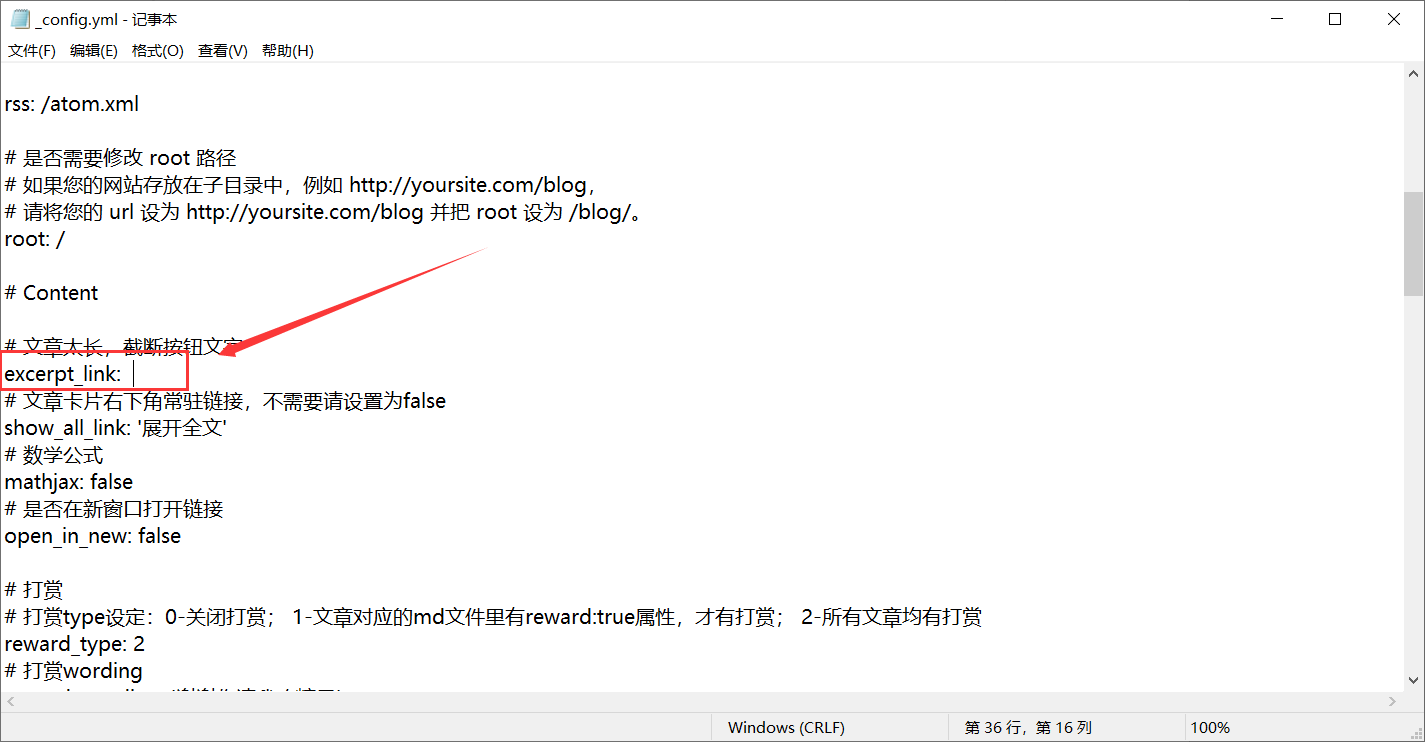 _config.yml - 记事本
文件(F) 编辑(E) 格式(O) 查看(V) 帮助(H)
rss: /atom.xml
# 是否需要修改 root 路径
# 如果您的网站存放在子目录中，例如 http://yoursite.com/blog，
# 请将您的 url 设为 http://yoursite.com/blog 并把 root 设为 /blog/。
root: /
# Content
# 文章太长，截断按钮文字
excerpt_link:
# 文章卡片右下角常驻链接，不需要请设置为false
show_all_link: '展开全文'
# 数学公式
mathjax: false
# 是否在新窗口打开链接
open_in_new: false
# 打赏
# 打赏type设定：0-关闭打赏； 1-文章对应的md文件里有reward:true属性，才有打赏； 2-所有文章均有打赏
reward_type: 2
# 打赏wording
Windows (CRLF)
第 36 行，第 16 列
100%